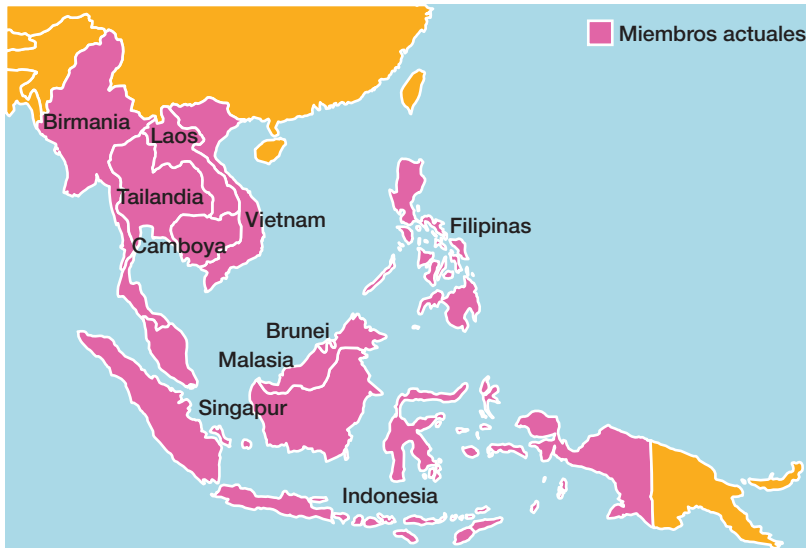 Miembros actuales
Birmania
Laos
Tailandia
Vietnam
Filipinas
Camboya
Brunei
Malasia
Singapur
Indonesia